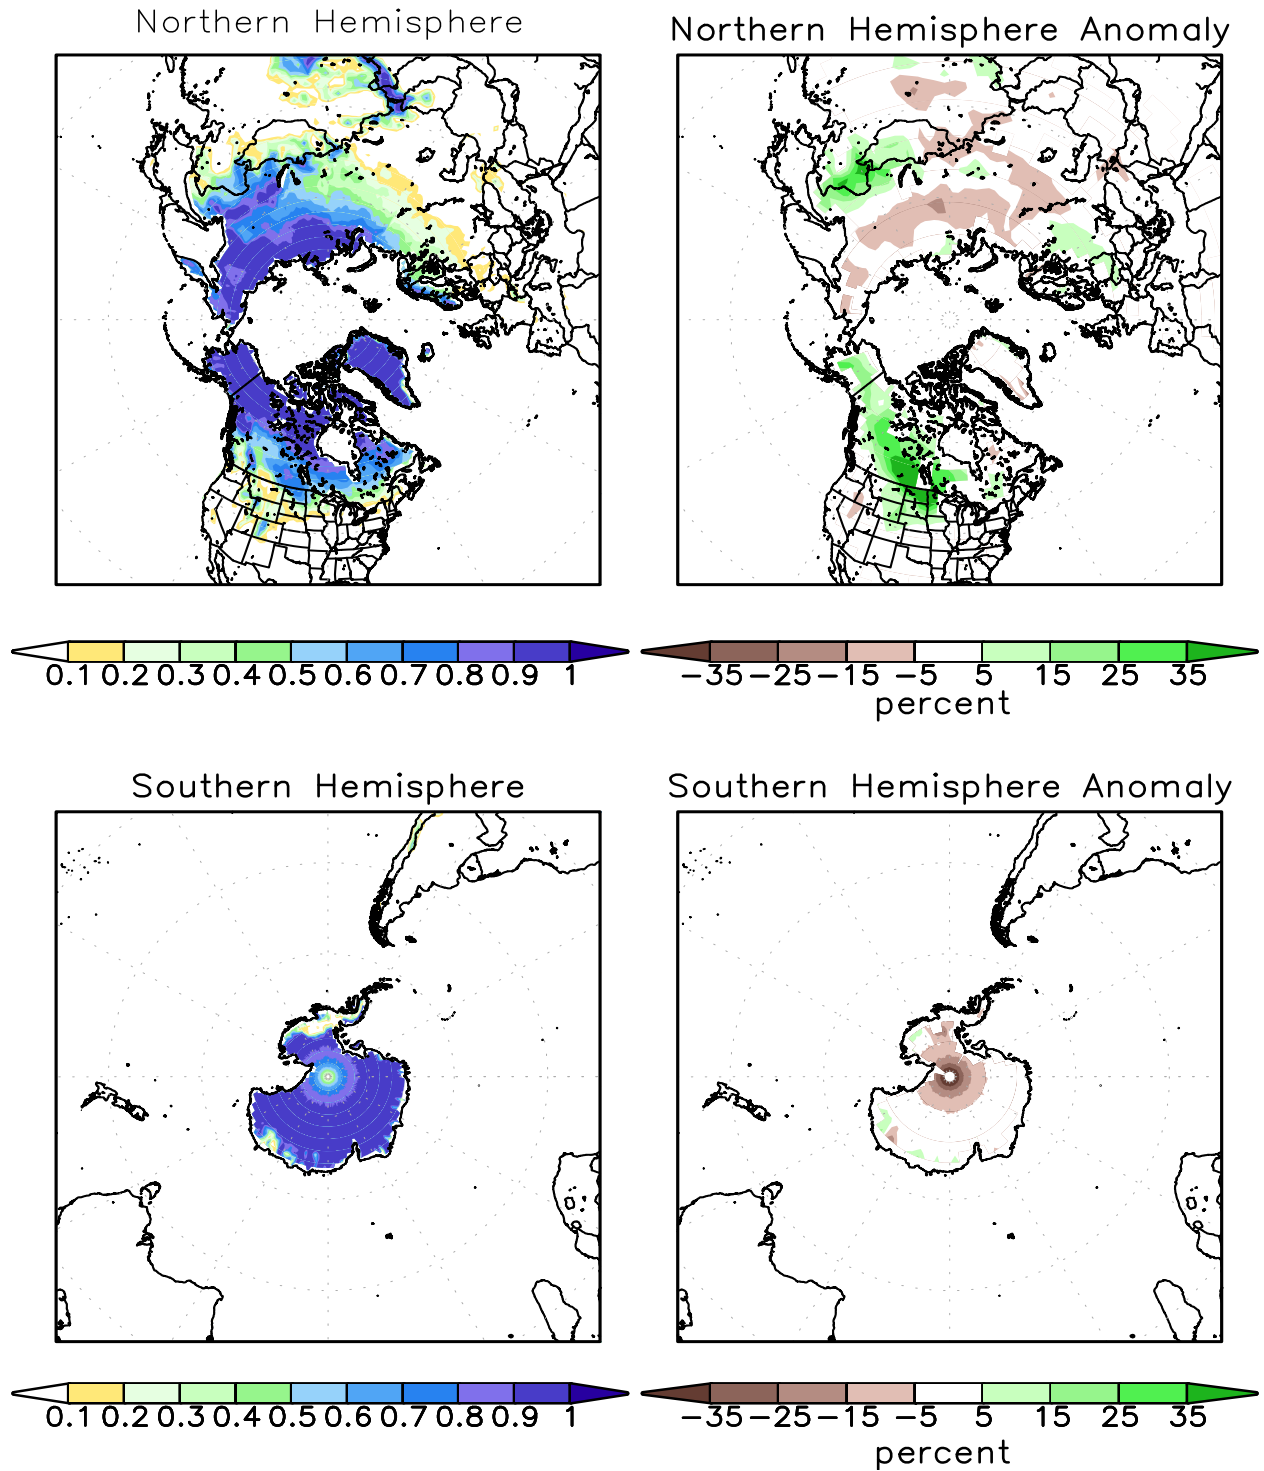 Northern Hemisphere
Northern Hemisphere Anomaly
0.1 0.2 0.3 0.4 0.5 0.6 0.7 0.8 0.9 1
−35 −25 −15 −5 5 15 25 35
percent
Southern Hemisphere
Southern Hemisphere Anomaly
0.1 0.2 0.3 0.4 0.5 0.6 0.7 0.8 0.9 1
−35 −25 −15 −5 5 15 25 35
percent